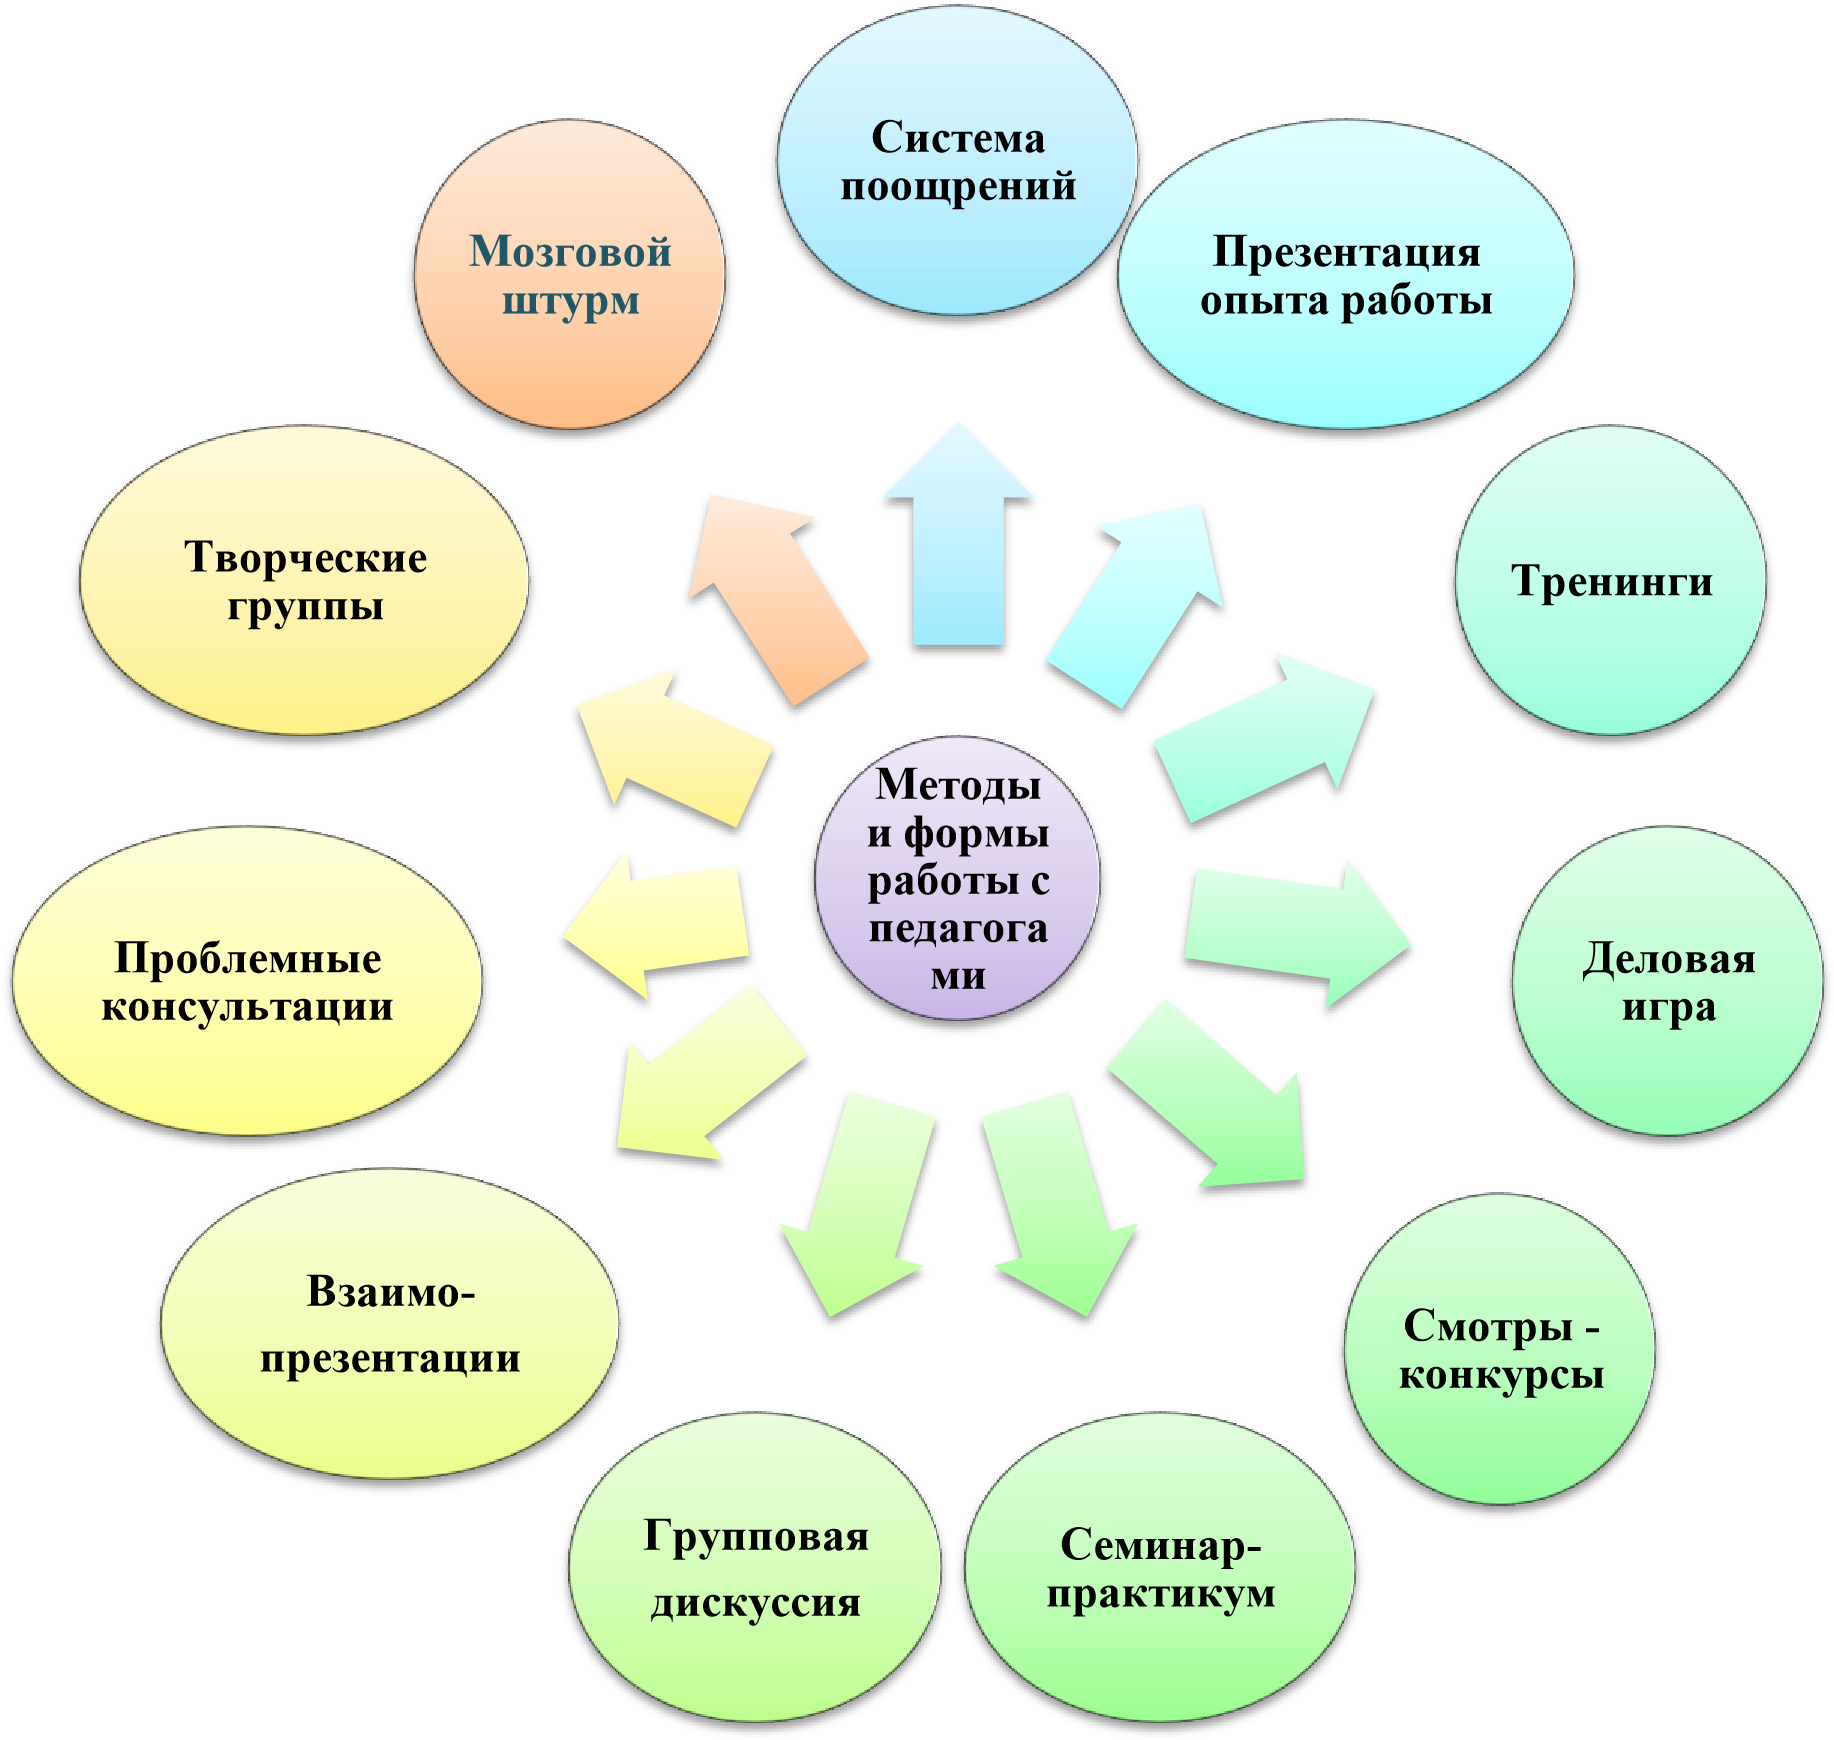 Система
поощрений
Презентация
опыта работы
Тренинги
Деловая
игра
Смотры -
конкурсы
Семинар-
практикум
Групповая
дискуссия
Взаимо-
презентации
Проблемные
консультации
Творческие
группы
Мозговой
штурм
Методы
и формы
работы с
педагога
ми